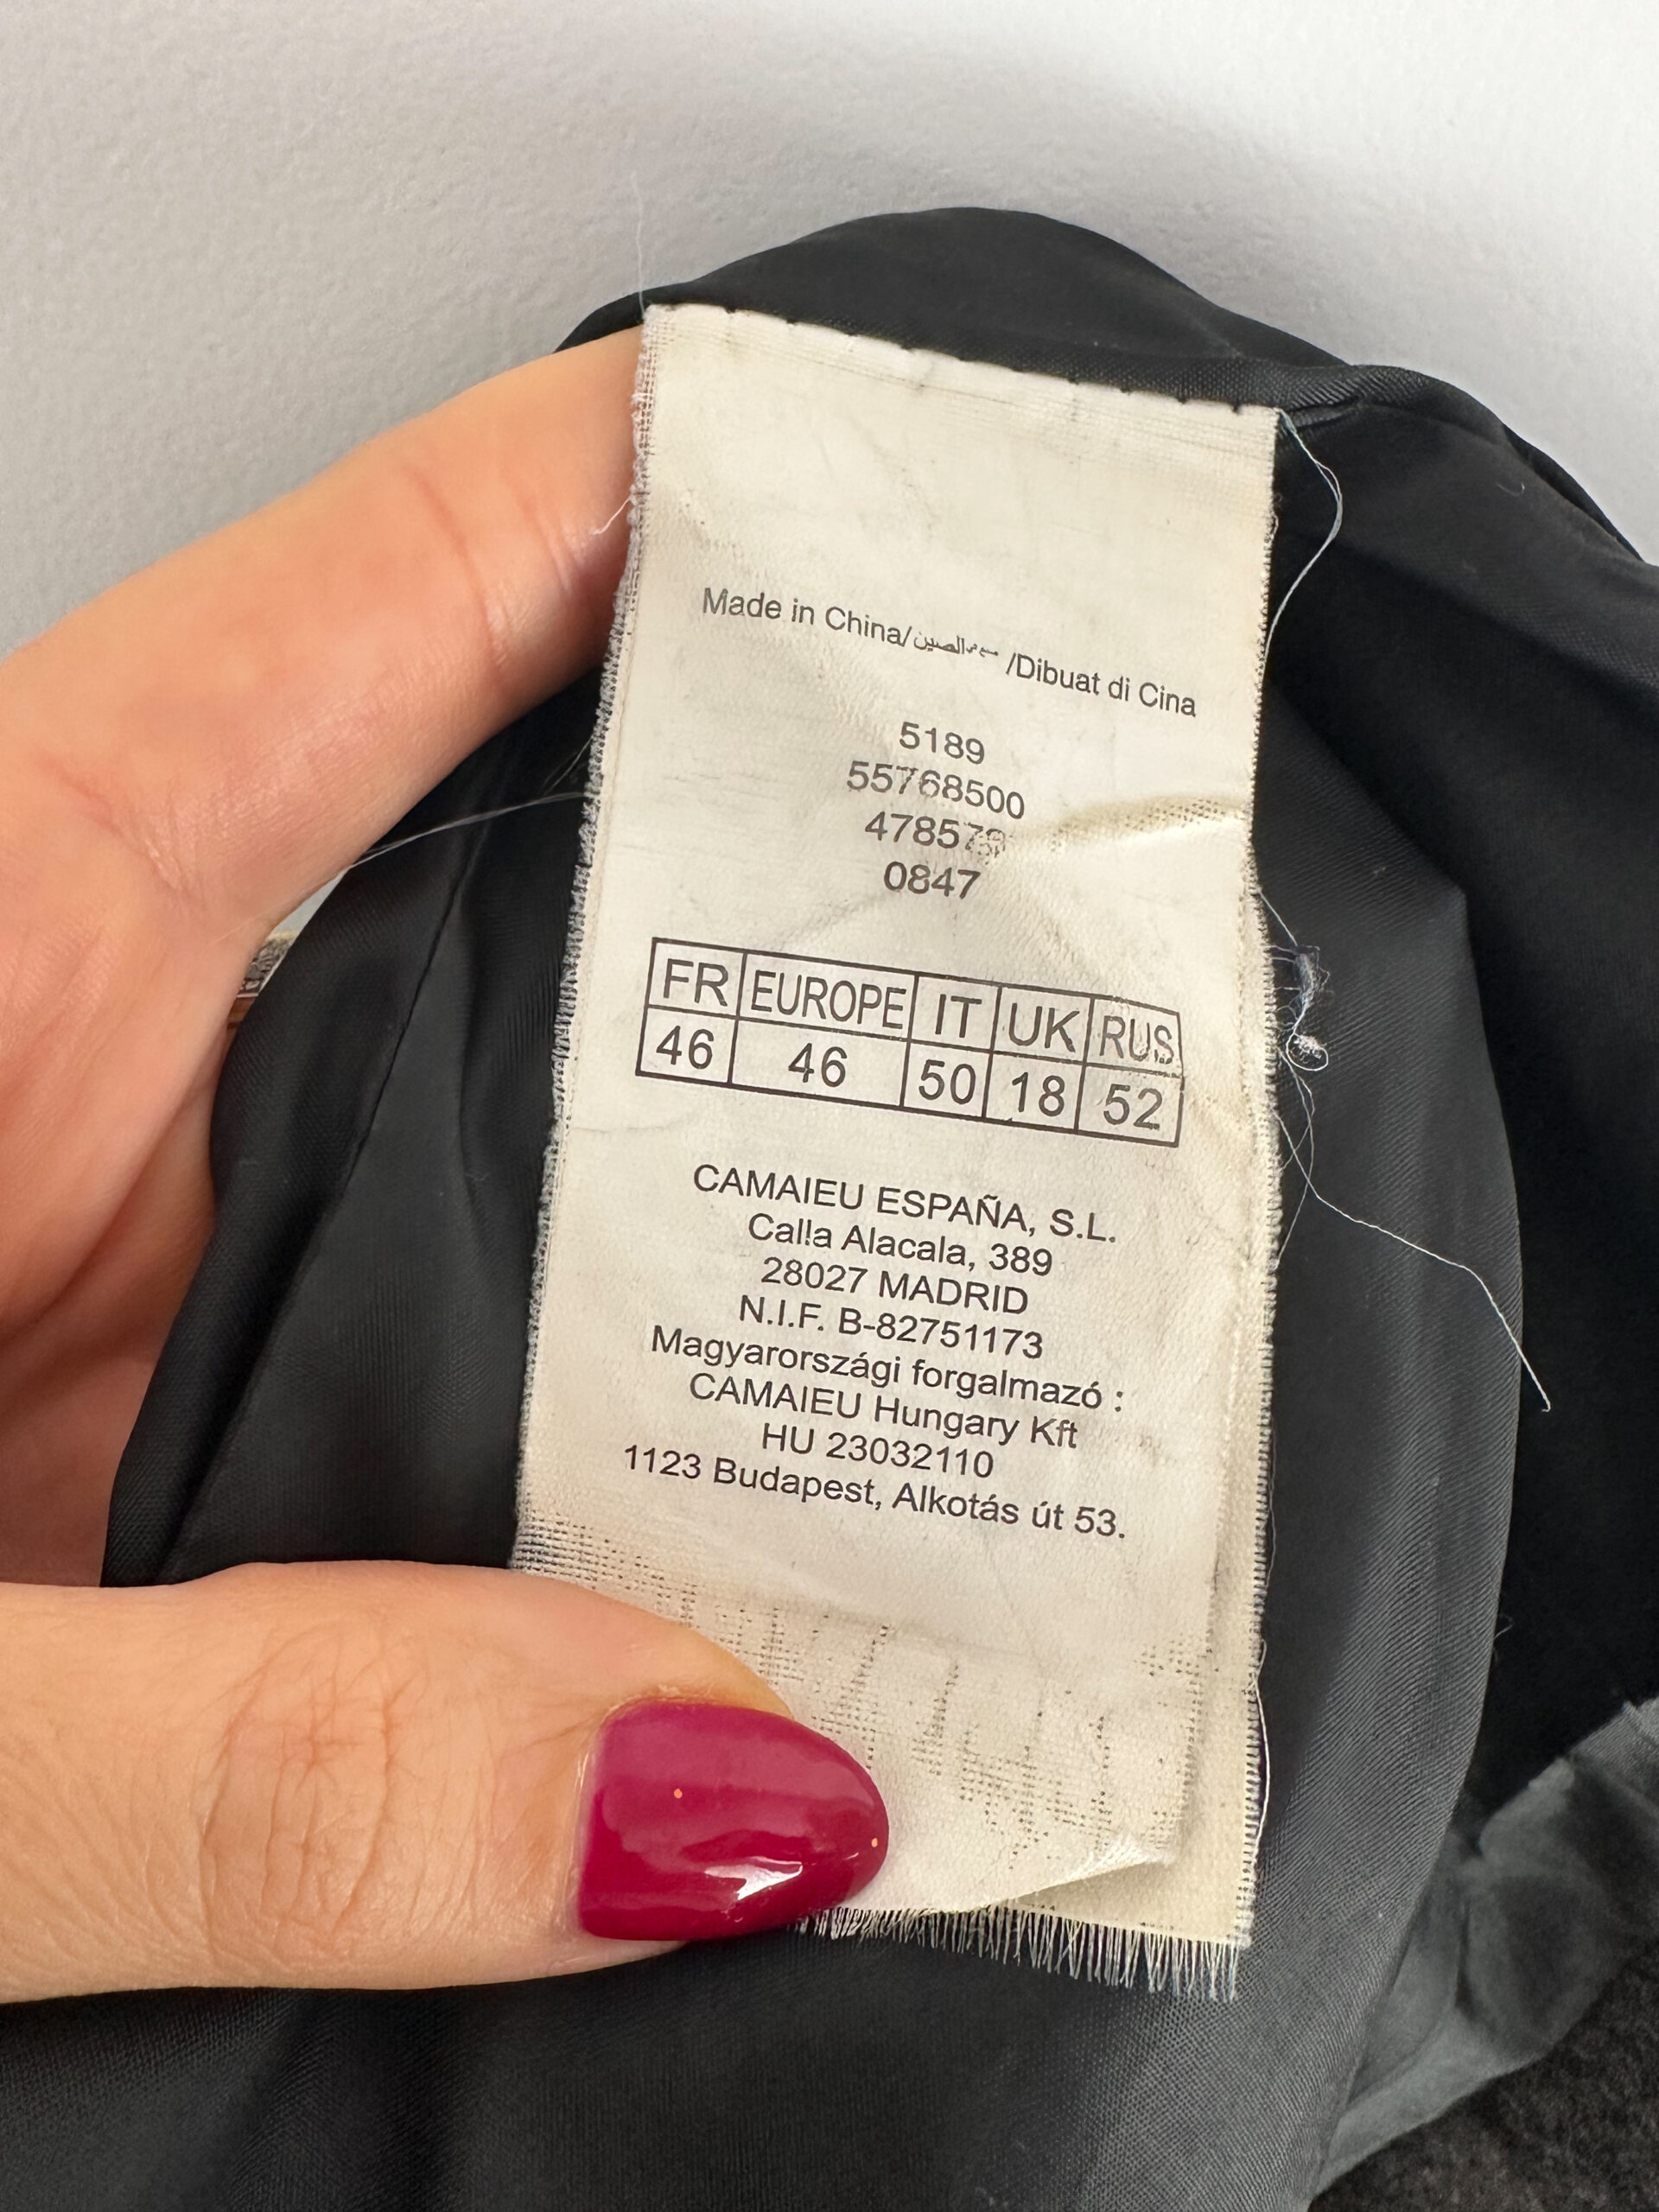 Made in China/صنع في الصين/Dibuat di Cina
5189
55768500
0847
FR EUROPE IT UK RUS
46 46 50 18 52
CAMAIEU ESPAÑA, S.L.
Calla Alacala, 389
28027 MADRID
N.I.F. B-82751173
Magyarországi forgalmazó :
CAMAIEU Hungary Kft
HU 23032110
1123 Budapest, Alkotás út 53.